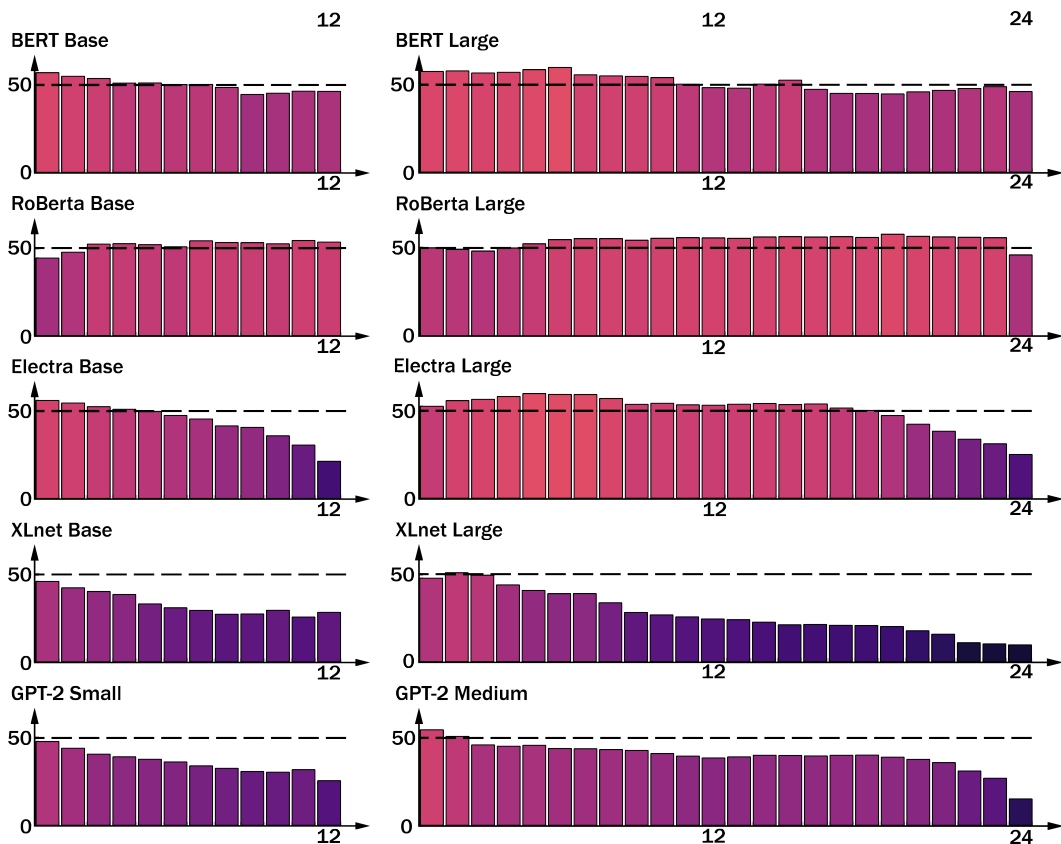 12 12 24
BERT Base BERT Large
50 50
0 0
12 12 24
RoBerta Base RoBerta Large
50 50
0 0
12 12 24
Electra Base Electra Large
50 50
0 0
12 12 24
XLnet Base XLnet Large
50 50
0 0
12 12 24
GPT-2 Small GPT-2 Medium
50 50
0 0
12 12 24